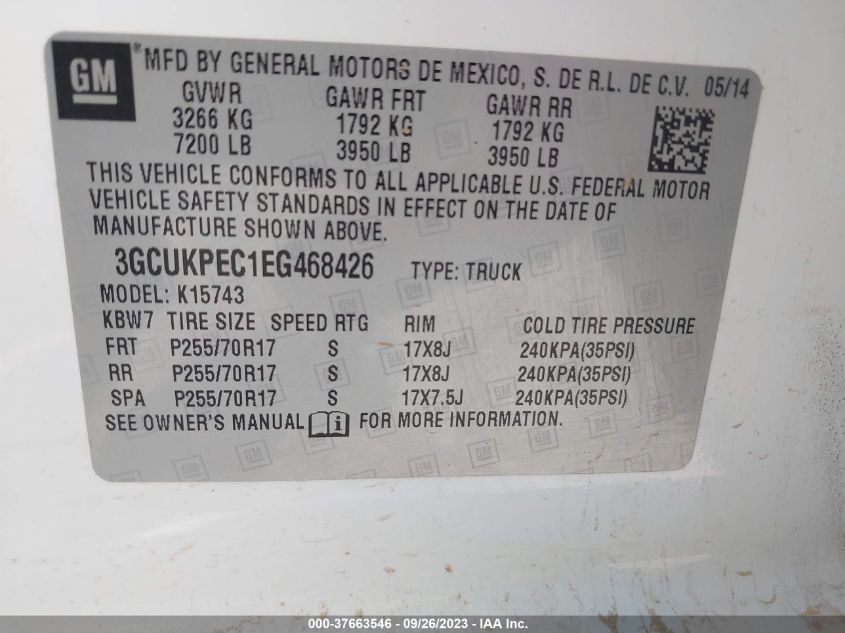 GM ® MFD BY GENERAL MOTORS DE MEXICO, S. DE R.L. DE C.V. 05/14
GVWR GAWR FRT GAWR RR
3266 KG 1792 KG 1792 KG
7200 LB 3950 LB 3950 LB
THIS VEHICLE CONFORMS TO ALL APPLICABLE U.S. FEDERAL MOTOR
VEHICLE SAFETY STANDARDS IN EFFECT ON THE DATE OF
MANUFACTURE SHOWN ABOVE.
3GCUKPEC1EG468426 TYPE: TRUCK
MODEL: K15743
KBW7 TIRE SIZE SPEED RTG RIM COLD TIRE PRESSURE
FRT P255/70R17 S 17X8J 240KPA(35PSI)
RR P255/70R17 S 17X8J 240KPA(35PSI)
SPA P255/70R17 S 17X7.5J 240KPA(35PSI)
SEE OWNER'S MANUAL i FOR MORE INFORMATION.
000-37663546 - 09/26/2023 - IAAI Inc.